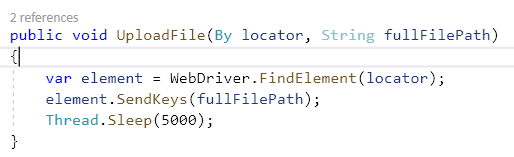 2 references
public void UploadFile(By locator, String fullFilePath)
{
var element = WebDriver.FindElement(locator);
element.SendKeys(fullFilePath);
Thread.Sleep(5000);
}